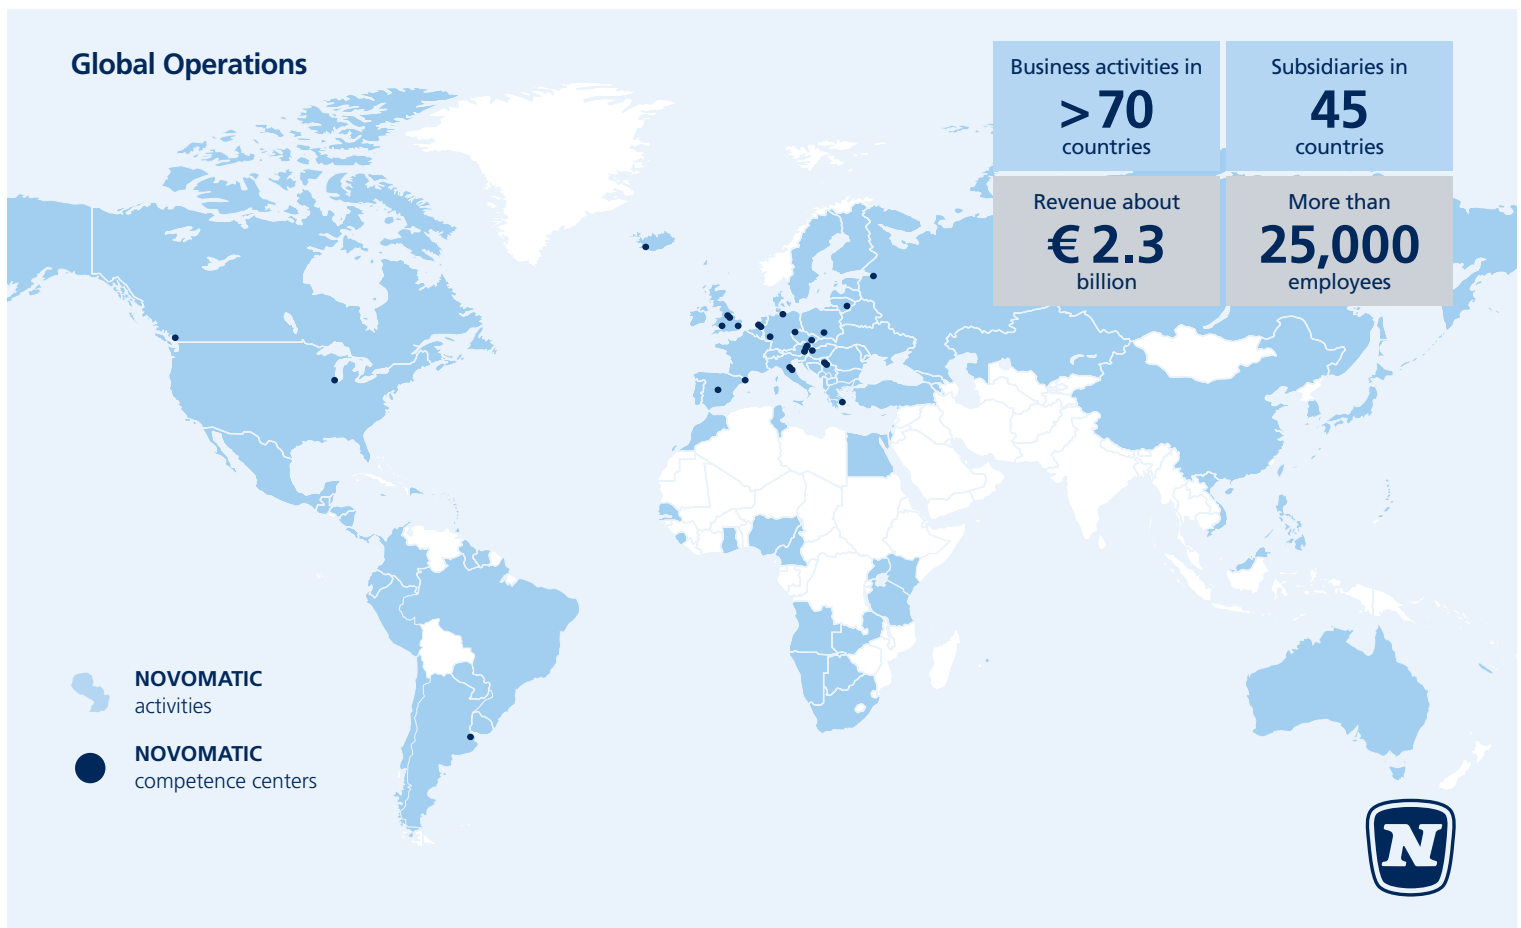 Global Operations
Business activities in
> 70
countries
Subsidiaries in
45
countries
Revenue about
€ 2.3
billion
More than
25,000
employees
NOVOMATIC
activities
NOVOMATIC
competence centers
N